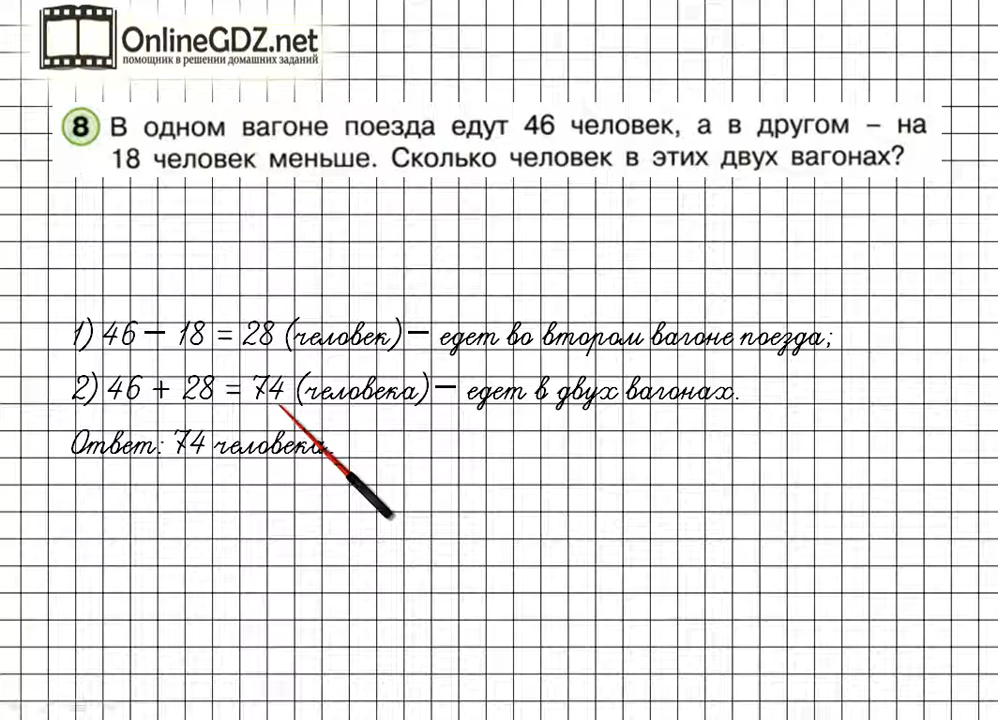 OnlineGDZ.net
помощник в решении домашних заданий
8 В одном вагоне поезда едут 46 человек, а в другом – на
18 человек меньше. Сколько человек в этих двух вагонах?
1) 46 – 18 = 28 (человек) – едет во втором вагоне поезда;
2) 46 + 28 = 74 (человека) – едет в двух вагонах.
Ответ: 74 человека.